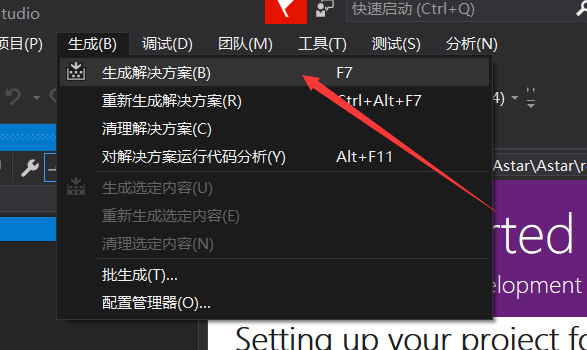 tudio
快速启动 (Ctrl+Q)
项目(P) 生成(B) 调试(D) 团队(M) 工具(T) 测试(S) 分析(N)
生成解决方案(B) F7
重新生成解决方案(R) Ctrl+Alt+F7
4)
清理解决方案(C)
对解决方案运行代码分析(Y) Alt+F11
Astar\Astar\r
生成选定内容(U)
重新生成选定内容(E)
rted
清理选定内容(N)
批生成(T)...
elopment
配置管理器(O)...
Setting up your project fo